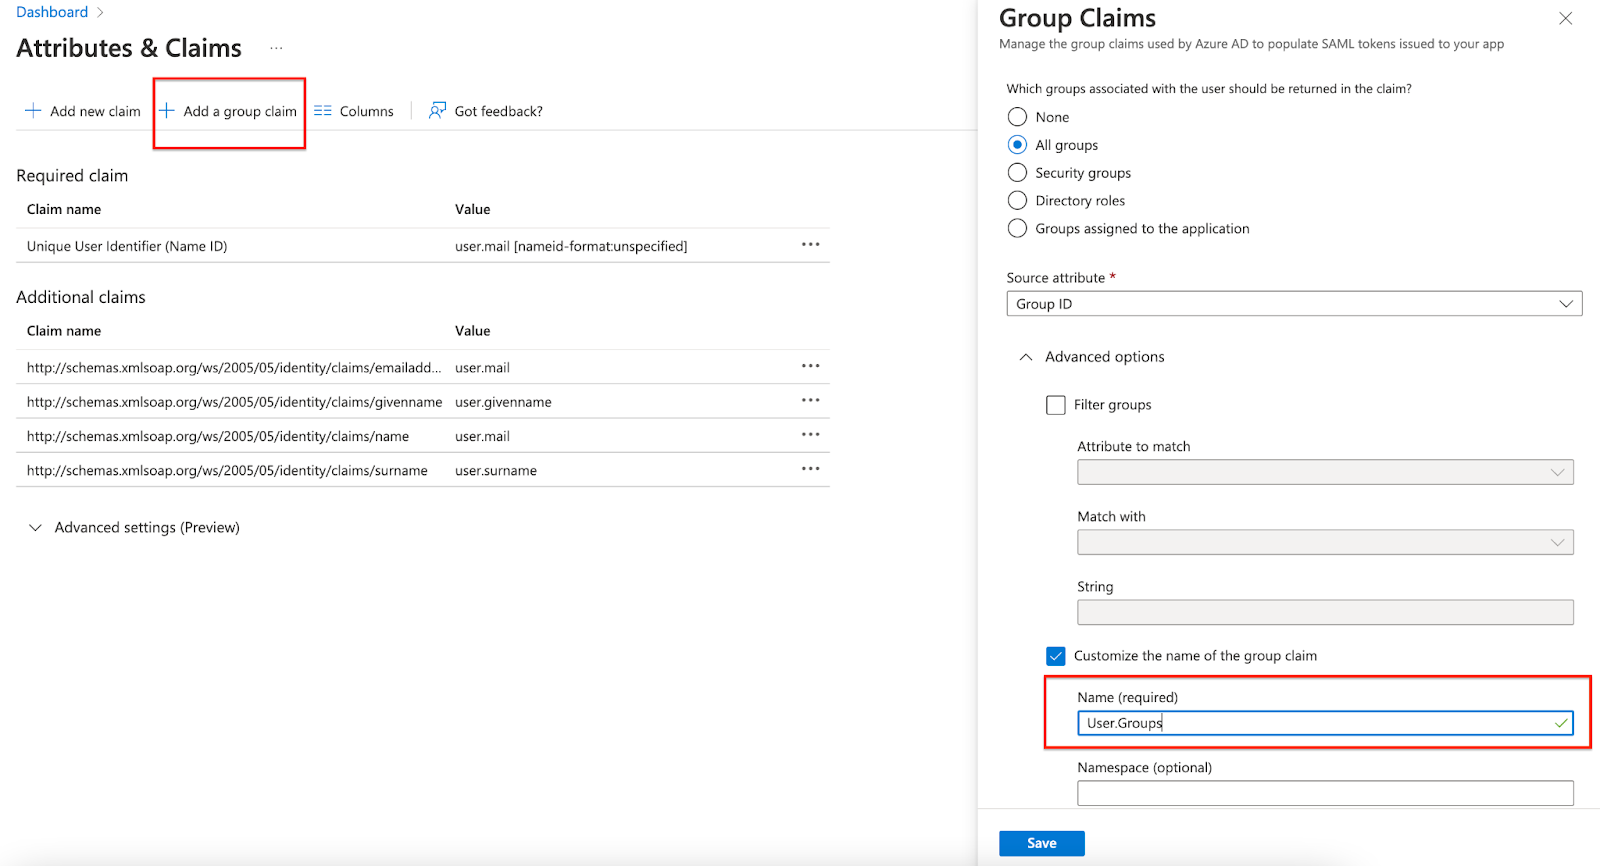 Dashboard
Attributes & Claims ...
Add new claim Add a group claim Columns Got feedback?
Required claim
Claim name Value
Unique User Identifier (Name ID) user.mail [nameid-format:unspecified] ...
Additional claims
Claim name Value
http://schemas.xmlsoap.org/ws/2005/05/identity/claims/emailadd... user.mail ...
http://schemas.xmlsoap.org/ws/2005/05/identity/claims/givenname user.givenname ...
http://schemas.xmlsoap.org/ws/2005/05/identity/claims/name user.mail ...
http://schemas.xmlsoap.org/ws/2005/05/identity/claims/surname user.surname ...
Advanced settings (Preview)
Group Claims
Manage the group claims used by Azure AD to populate SAML tokens issued to your app
Which groups associated with the user should be returned in the claim?
None
All groups
Security groups
Directory roles
Groups assigned to the application
Source attribute *
Group ID
Advanced options
Filter groups
Attribute to match
Match with
String
Customize the name of the group claim
Name (required)
User.Groups
Namespace (optional)
Save